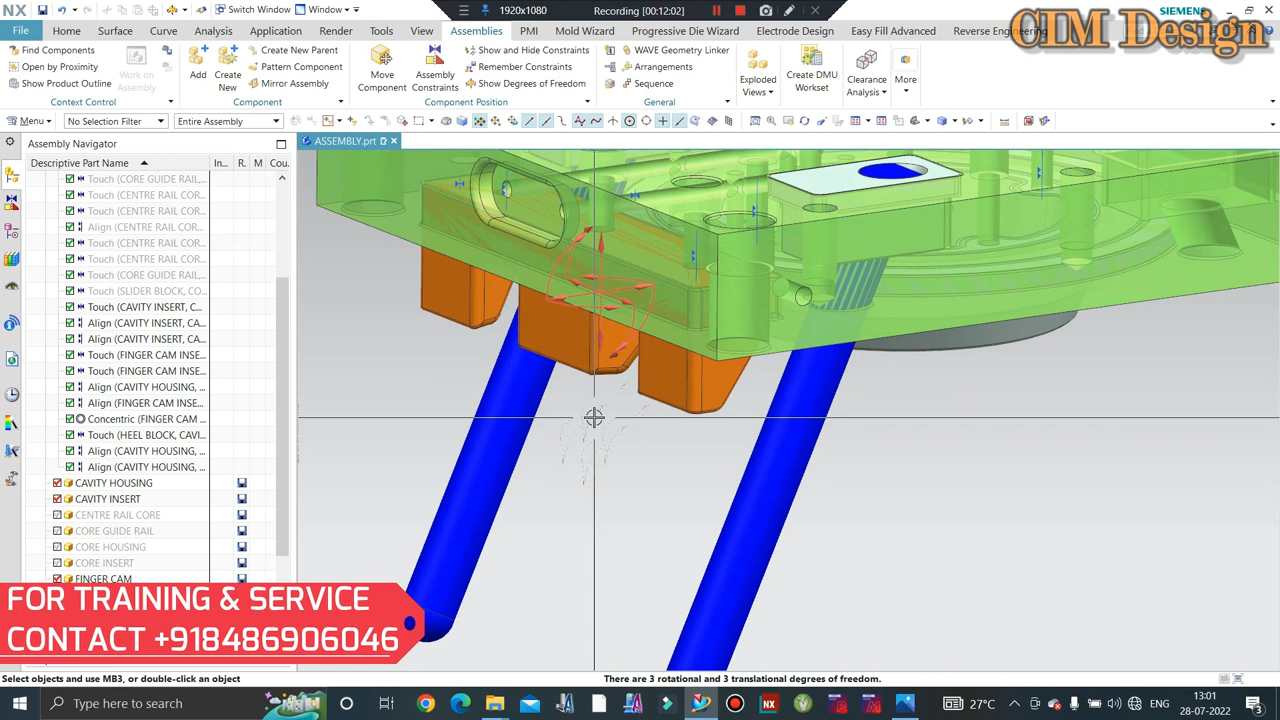 NX
Switch Window
Window
1920x1080
Recording [00:12:02]
SIEMENS
CIM Design
File
Home
Surface
Curve
Analysis
Application
Render
Tools
View
Assemblies
PMI
Mold Wizard
Progressive Die Wizard
Electrode Design
Easy Fill Advanced
Reverse Engineering
Find Components
Open by Proximity
Show Product Outline
Work on Assembly
Context Control
Add
Create New
Create New Parent
Pattern Component
Mirror Assembly
Component
Move Component
Assembly Constraints
Show and Hide Constraints
Remember Constraints
Show Degrees of Freedom
Component Position
WAVE Geometry Linker
Arrangements
Sequence
General
Exploded Views
Create DMU Workset
Clearance Analysis
More
Menu
No Selection Filter
Entire Assembly
Assembly Navigator
ASSEMBLY.prt
Descriptive Part Name
In...
R.
M
Cou.
Touch (CORE GUIDE RAIL,...
Touch (CENTRE RAIL COR...
Touch (CENTRE RAIL COR...
Align (CENTRE RAIL COR...
Touch (CENTRE RAIL COR...
Touch (CENTRE RAIL COR...
Touch (CORE GUIDE RAIL...
Touch (SLIDER BLOCK, CO...
Touch (CAVITY INSERT, C...
Align (CAVITY INSERT, CA...
Align (CAVITY INSERT, CA...
Touch (FINGER CAM INSE...
Touch (FINGER CAM INSE...
Align (CAVITY HOUSING, ...
Align (FINGER CAM INSE...
Concentric (FINGER CAM ...
Touch (HEEL BLOCK, CAVI...
Align (CAVITY HOUSING, ...
Align (CAVITY HOUSING, ...
CAVITY HOUSING
CAVITY INSERT
CENTRE RAIL CORE
CORE GUIDE RAIL
CORE HOUSING
CORE INSERT
FINGER CAM
FOR TRAINING & SERVICE
CONTACT +918486906046
Select objects and use MB3, or double-click an object
There are 3 rotational and 3 translational degrees of freedom.
Type here to search
27°C
ENG
13:01
28-07-2022